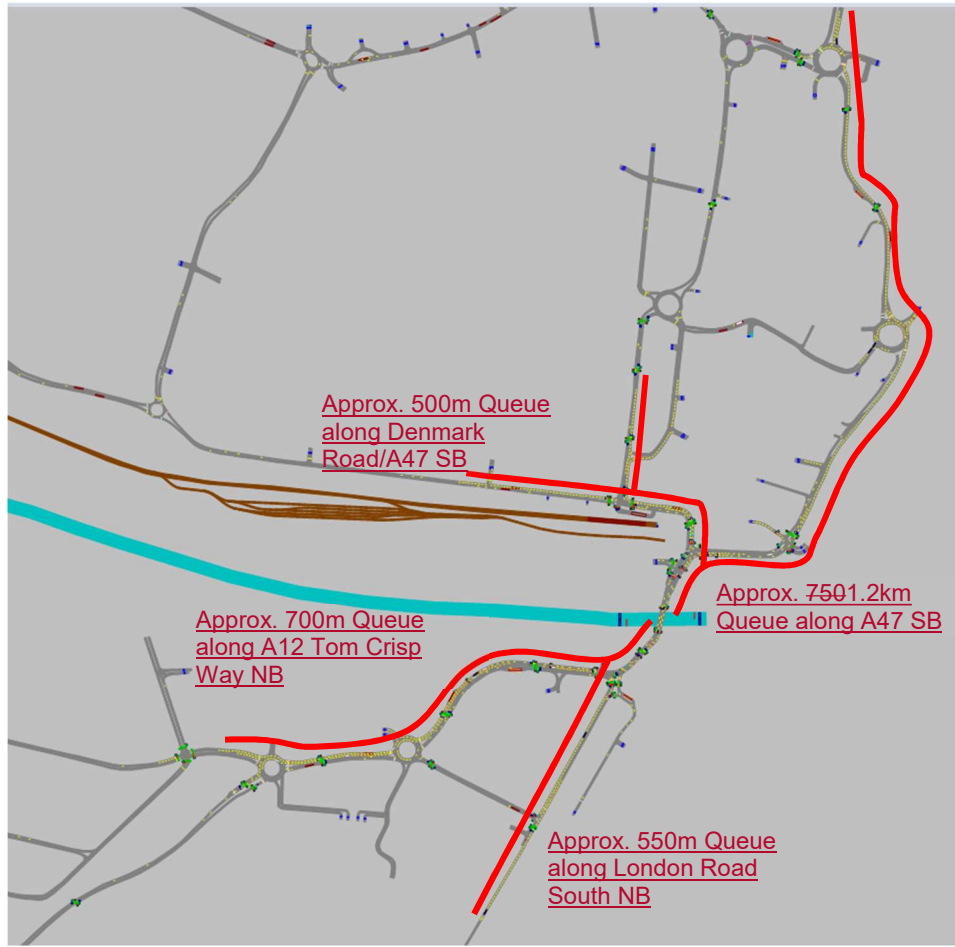 Approx. 500m Queue
along Denmark
Road/A47 SB
Approx. 7501.2km
Queue along A47 SB
Approx. 700m Queue
along A12 Tom Crisp
Way NB
Approx. 550m Queue
along London Road
South NB